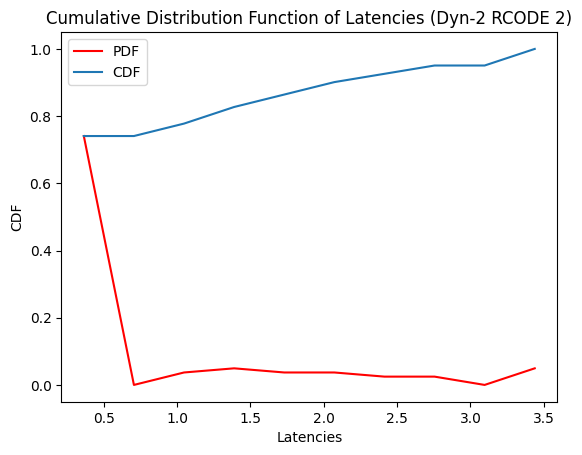 Cumulative Distribution Function of Latencies (Dyn-2 RCODE 2)
PDF
CDF
1.0
0.8
0.6
0.4
0.2
0.0
CDF
0.5
1.0
1.5
2.0
2.5
3.0
3.5
Latencies